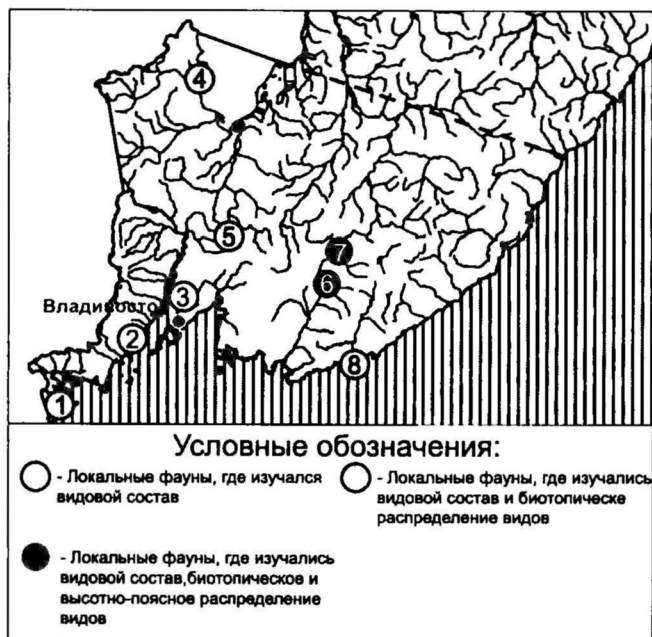 4
5
7
6
Владивосто
3
2
8
1
Условные обозначения:
- Локальные фауны, где изучался
видовой состав
- Локальные фауны, где изучались
видовой состав и биотопическе
распределение видов
- Локальные фауны, где изучались
видовой состав,биотопическое и
высотно-поясное распределение
видов